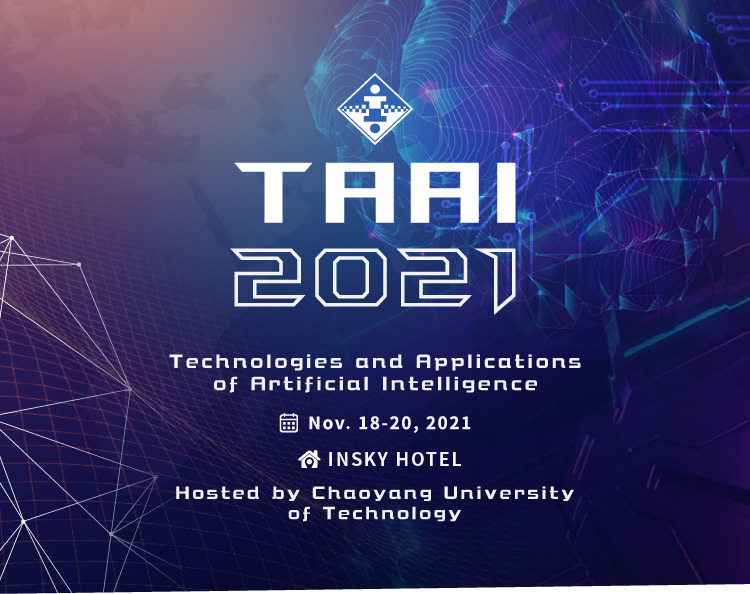 TAAI
2021
Technologies and Applications
of Artificial Intelligence
Nov. 18-20, 2021
INSKY HOTEL
Hosted by Chaoyang University
of Technology